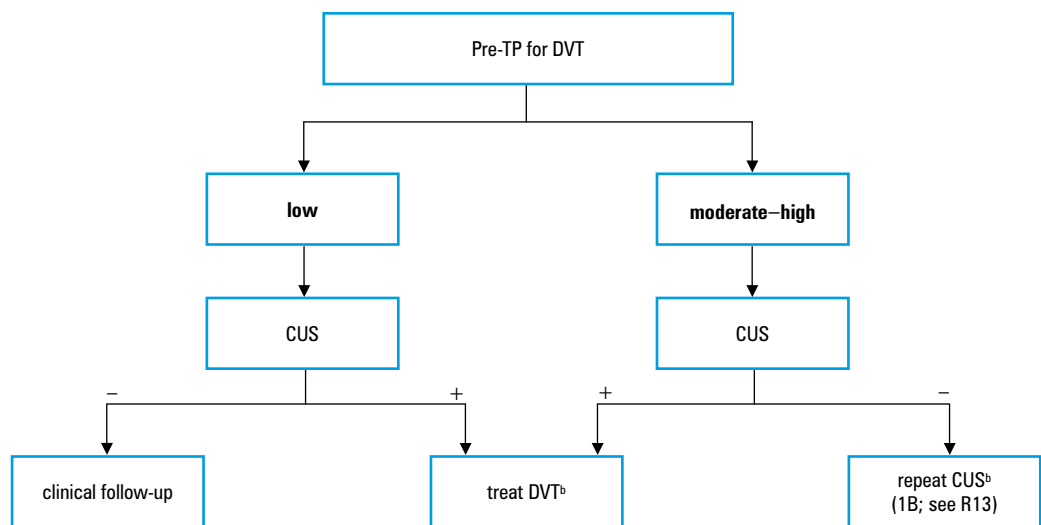 Pre-TP for DVT
low
moderate–high
CUS
CUS
−
+
+
−
clinical follow-up
treat DVTᵇ
repeat CUSᵇ
(1B; see R13)